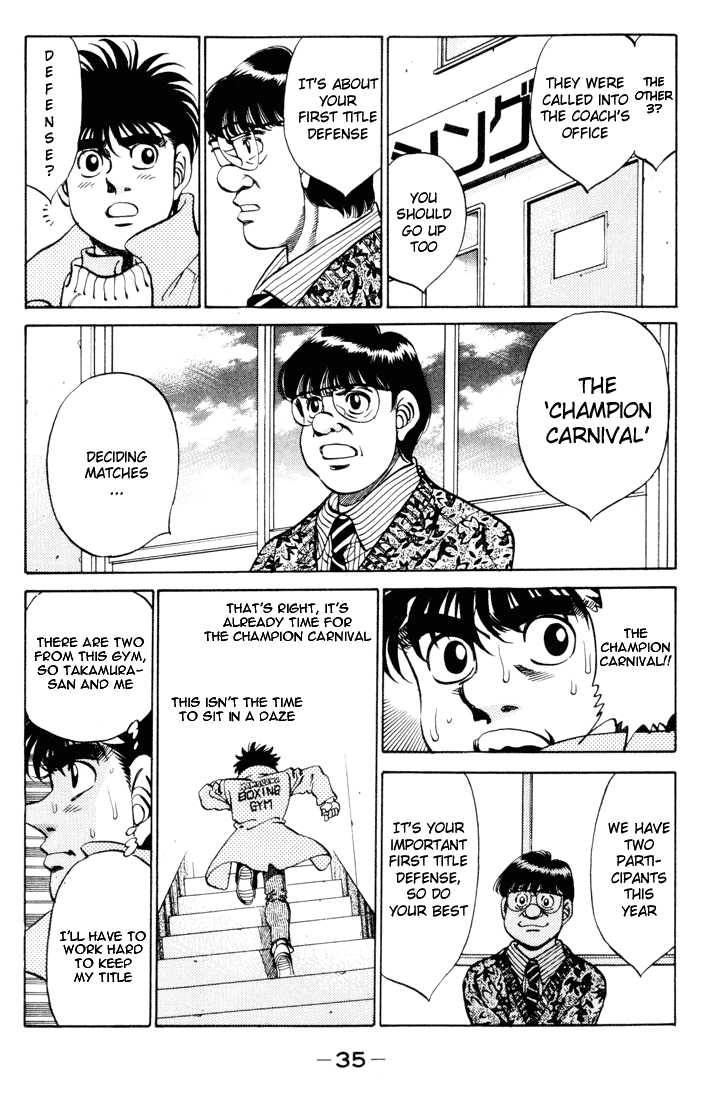 THE
OTHER
3?
THEY WERE
CALLED INTO
THE COACH'S
OFFICE
シング
YOU
SHOULD
GO UP
TOO
IT'S ABOUT
YOUR
FIRST TITLE
DEFENSE
DEFENSE?
THE
'CHAMPION
CARNIVAL'
DECIDING
MATCHES
...
THE
CHAMPION
CARNIVAL!!
WE HAVE
TWO
PARTI-
CIPANTS
THIS
YEAR
IT'S YOUR
IMPORTANT
FIRST TITLE
DEFENSE,
SO DO
YOUR BEST
THAT'S RIGHT, IT'S
ALREADY TIME FOR
THE CHAMPION CARNIVAL
THIS ISN'T THE TIME
TO SIT IN A DAZE
BOXING
GYM
THERE ARE TWO
FROM THIS GYM,
SO TAKAMURA-
SAN AND ME
I'LL HAVE TO
WORK HARD
TO KEEP
MY TITLE
–35–